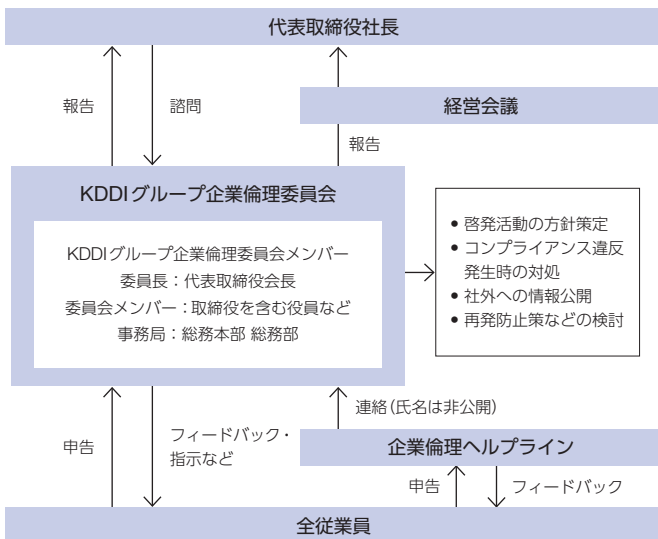 代表取締役社長
報告
諮問
経営会議
報告
KDDIグループ企業倫理委員会
KDDIグループ企業倫理委員会メンバー
委員長：代表取締役会長
委員会メンバー：取締役を含む役員など
事務局：総務本部 総務部
• 啓発活動の方針策定
• コンプライアンス違反
発生時の対処
• 社外への情報公開
• 再発防止策などの検討
申告
フィードバック・
指示など
連絡（氏名は非公開）
企業倫理ヘルプライン
申告
フィードバック
全従業員